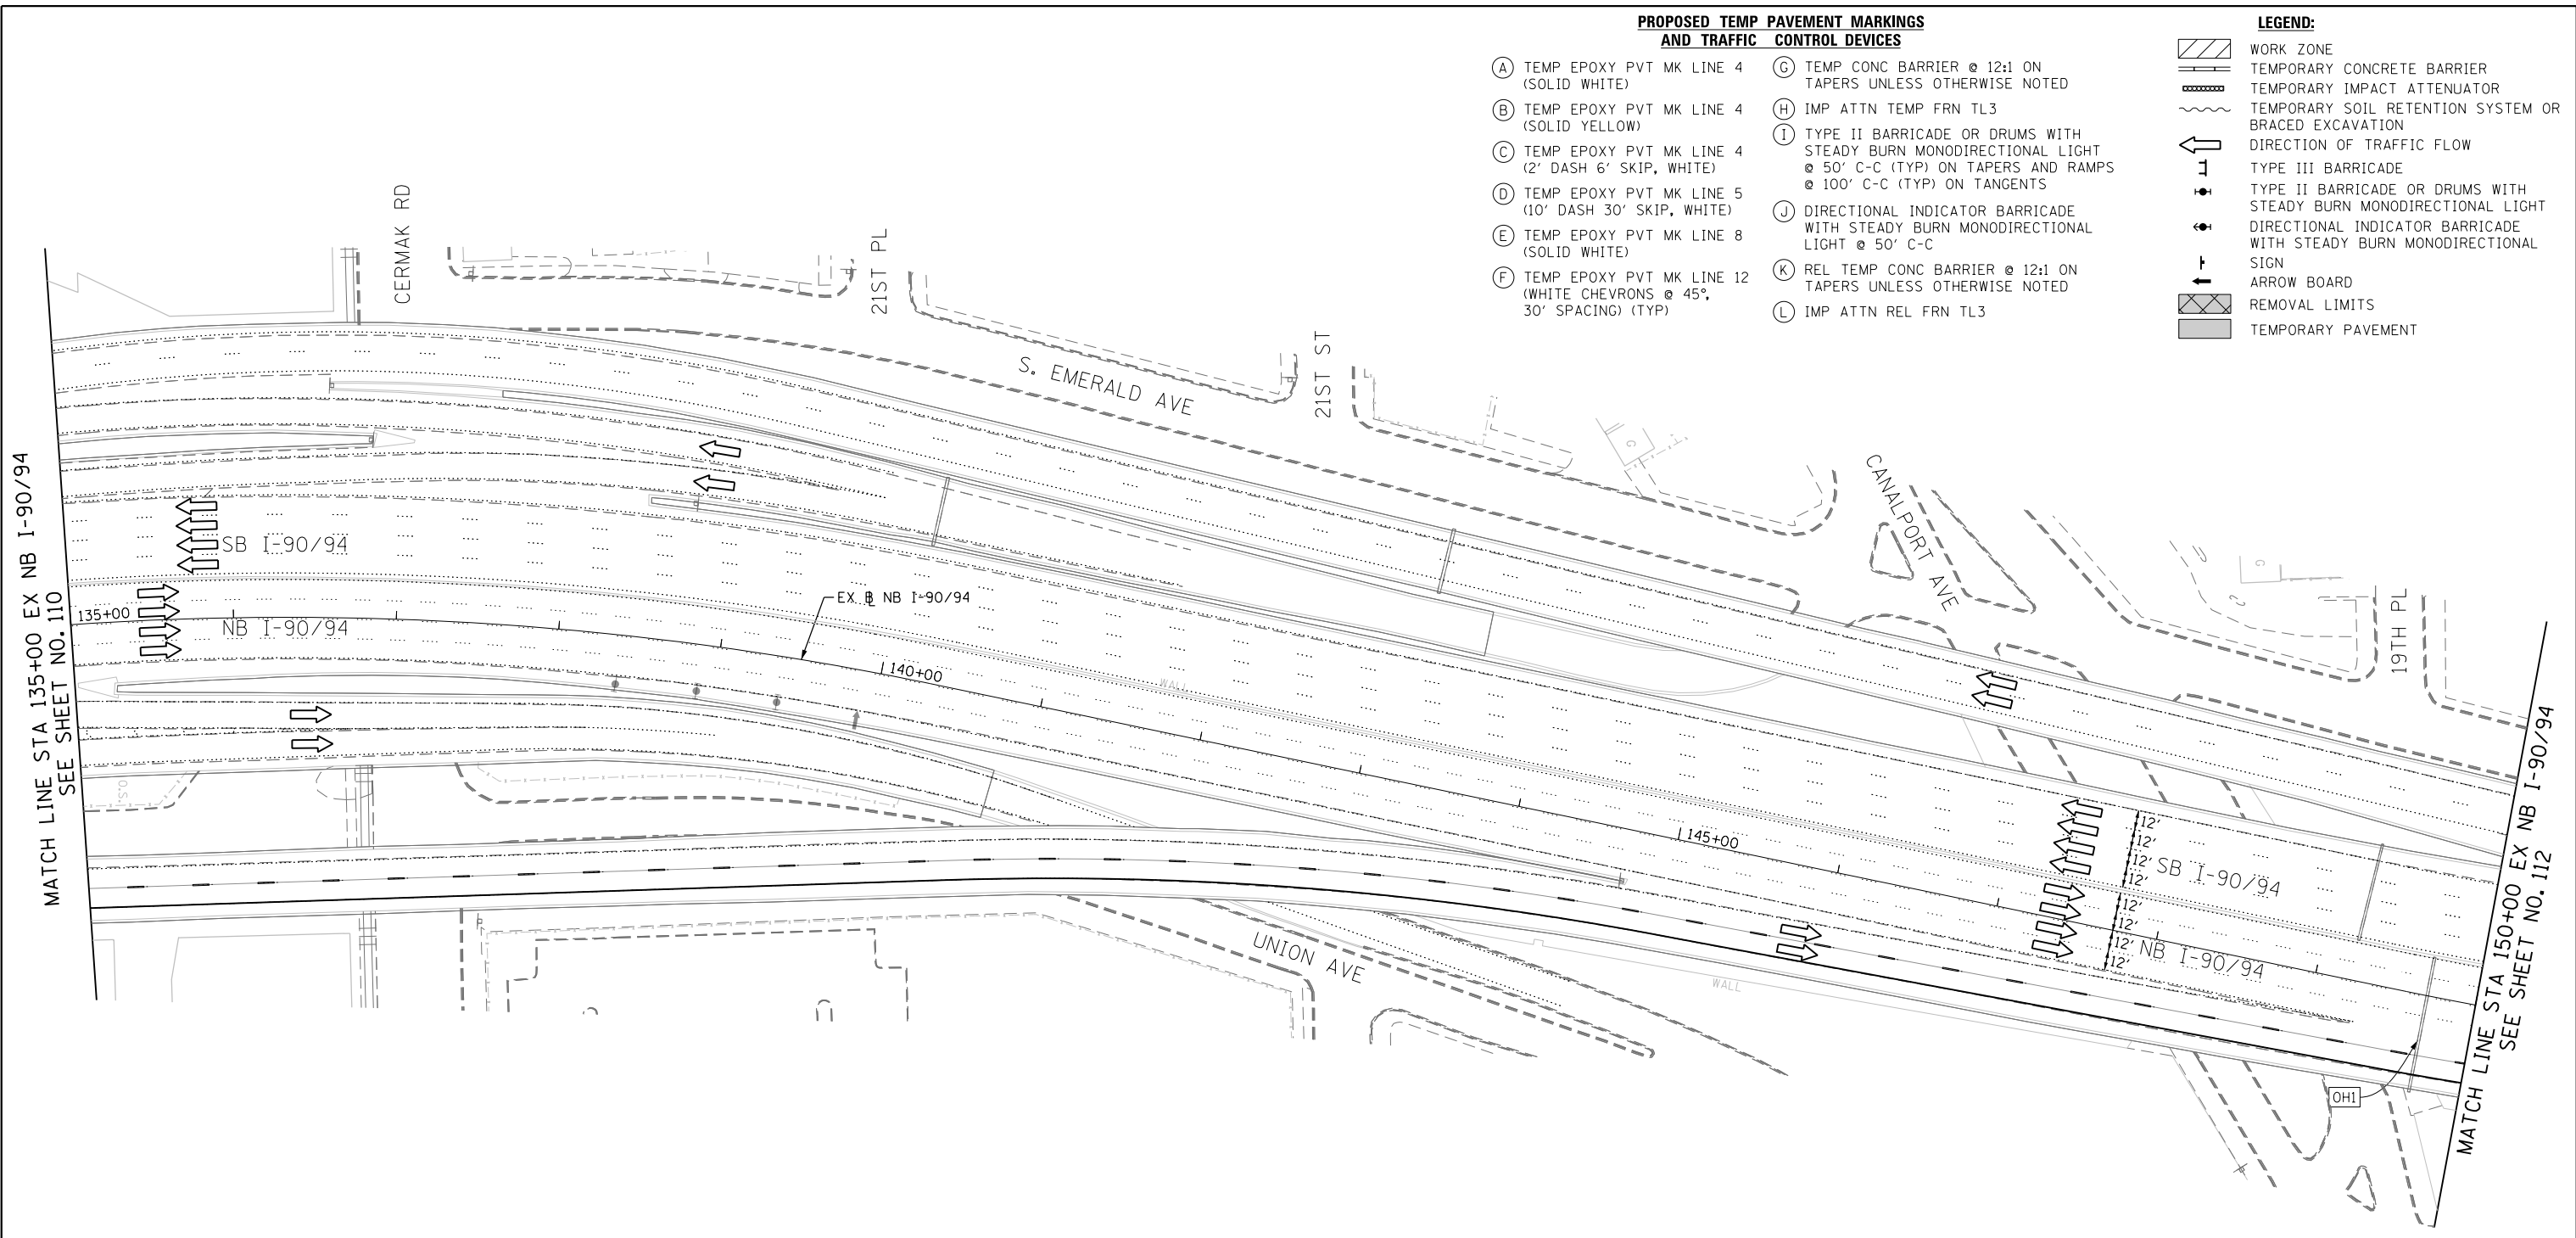 PROPOSED TEMP PAVEMENT MARKINGS
AND TRAFFIC CONTROL DEVICES
A TEMP EPOXY PVT MK LINE 4
(SOLID WHITE)
B TEMP EPOXY PVT MK LINE 4
(SOLID YELLOW)
C TEMP EPOXY PVT MK LINE 4
(2' DASH 6' SKIP, WHITE)
D TEMP EPOXY PVT MK LINE 5
(10' DASH 30' SKIP, WHITE)
E TEMP EPOXY PVT MK LINE 8
(SOLID WHITE)
F TEMP EPOXY PVT MK LINE 12
(WHITE CHEVRONS @ 45°,
30' SPACING) (TYP)
G TEMP CONC BARRIER @ 12:1 ON
TAPERS UNLESS OTHERWISE NOTED
H IMP ATTN TEMP FRN TL3
I TYPE II BARRICADE OR DRUMS WITH
STEADY BURN MONODIRECTIONAL LIGHT
@ 50' C-C (TYP) ON TAPERS AND RAMPS
@ 100' C-C (TYP) ON TANGENTS
J DIRECTIONAL INDICATOR BARRICADE
WITH STEADY BURN MONODIRECTIONAL
LIGHT @ 50' C-C
K REL TEMP CONC BARRIER @ 12:1 ON
TAPERS UNLESS OTHERWISE NOTED
L IMP ATTN REL FRN TL3
LEGEND:
WORK ZONE
TEMPORARY CONCRETE BARRIER
TEMPORARY IMPACT ATTENUATOR
TEMPORARY SOIL RETENTION SYSTEM OR
BRACED EXCAVATION
DIRECTION OF TRAFFIC FLOW
TYPE III BARRICADE
TYPE II BARRICADE OR DRUMS WITH
STEADY BURN MONODIRECTIONAL LIGHT
DIRECTIONAL INDICATOR BARRICADE
WITH STEADY BURN MONODIRECTIONAL
SIGN
ARROW BOARD
REMOVAL LIMITS
TEMPORARY PAVEMENT
CERMAK RD
21ST PL
S. EMERALD AVE
21ST ST
CANALPORT AVE
19TH PL
G
G
MATCH LINE STA 135+00 EX NB I-90/94
SEE SHEET NO. 110
SB I-90/94
135+00
NB I-90/94
EX ℄ NB I-90/94
140+00
WALL
145+00
12'
12'
12'
12'
SB I-90/94
12'
12'
12'
12'
NB I-90/94
D.S.
UNION AVE
WALL
OH1
MATCH LINE STA 150+00 EX NB I-90/94
SEE SHEET NO. 112